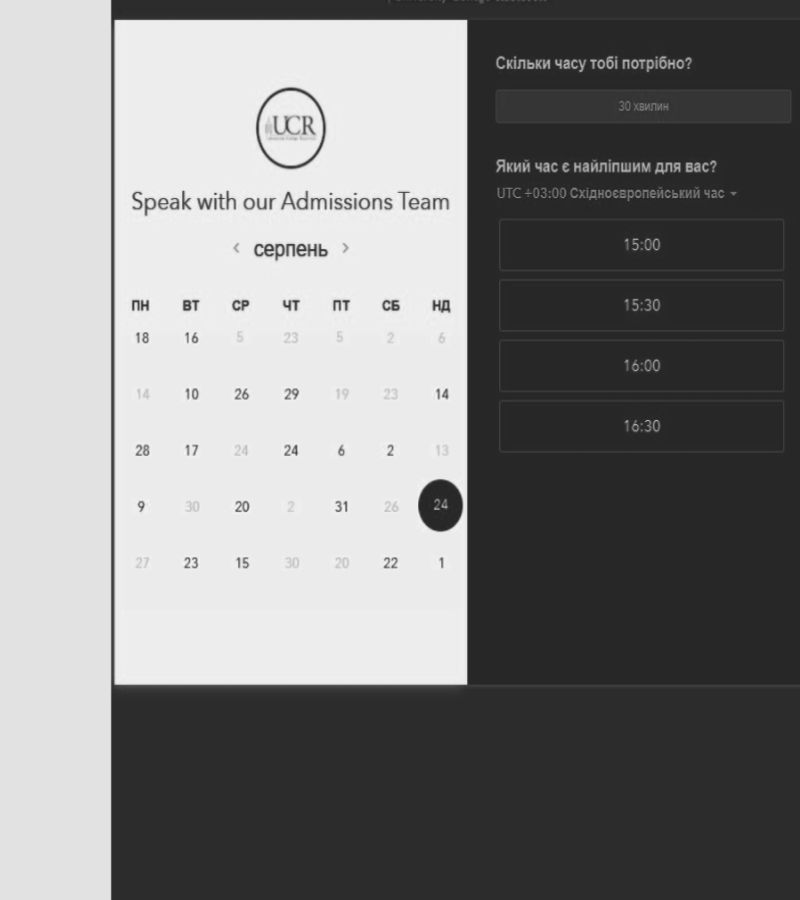 UCR
Speak with our Admissions Team
< серпень >
ПН ВТ СР ЧТ ПТ СБ НД
18 16 5 23 5 2 6
14 10 26 29 19 23 14
28 17 24 24 6 2 13
9 30 20 2 31 26 24
27 23 15 30 20 22 1
Скільки часу тобі потрібно?
30 хвилин
Який час є найліпшим для вас?
UTC +03:00 Східноєвропейський час
15:00
15:30
16:00
16:30